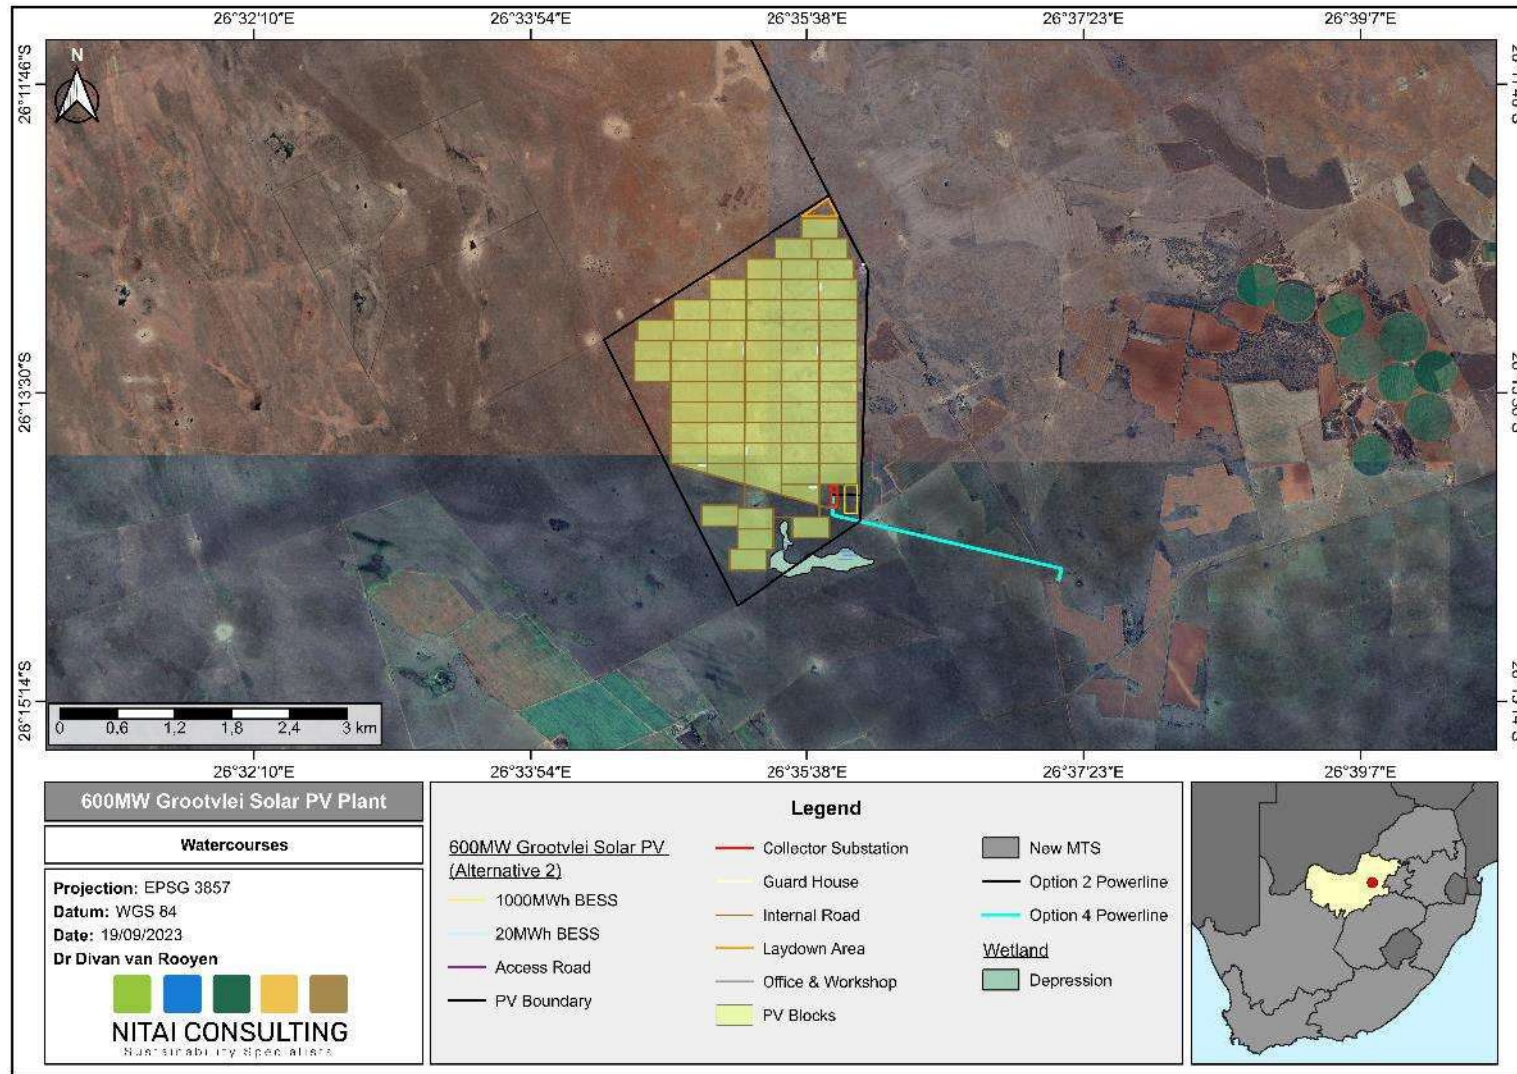 26°32'10"E 26°33'54"E 26°35'38"E 26°37'23"E 26°39'7"E
N
26°11'46"S
26°13'30"S
26°15'14"S
0 0,6 1,2 1,8 2,4 3 km
26°32'10"E 26°33'54"E 26°35'38"E 26°37'23"E 26°39'7"E
600MW Grootvlei Solar PV Plant
Watercourses
Projection: EPSG 3857
Datum: WGS 84
Date: 19/09/2023
Dr Divan van Rooyen
NITAI CONSULTING
Sustainability Specialists
Legend
600MW Grootvlei Solar PV
(Alternative 2)
1000MWh BESS
20MWh BESS
Access Road
PV Boundary
Collector Substation
Guard House
Internal Road
Laydown Area
Office & Workshop
PV Blocks
New MTS
Option 2 Powerline
Option 4 Powerline
Wetland
Depression